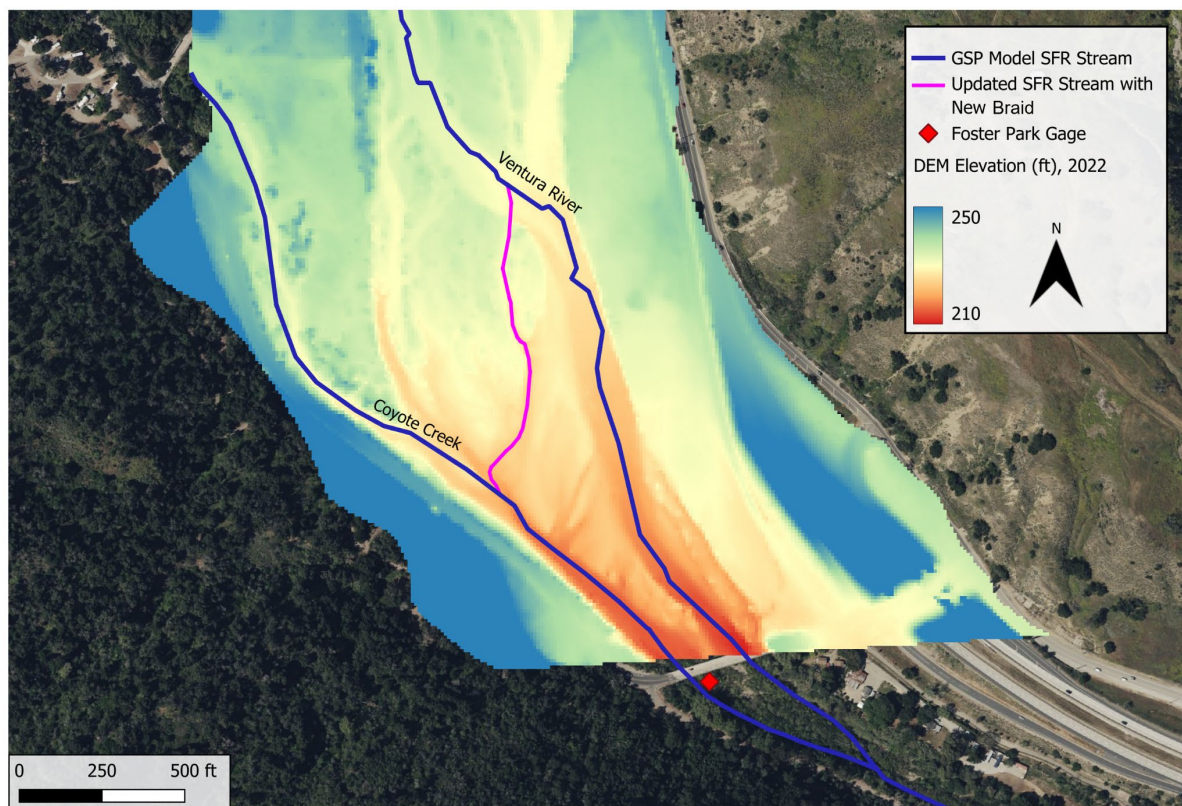 GSP Model SFR Stream
Updated SFR Stream with
New Braid
Foster Park Gage
DEM Elevation (ft), 2022
250
N
210
Ventura River
Coyote Creek
0 250 500 ft